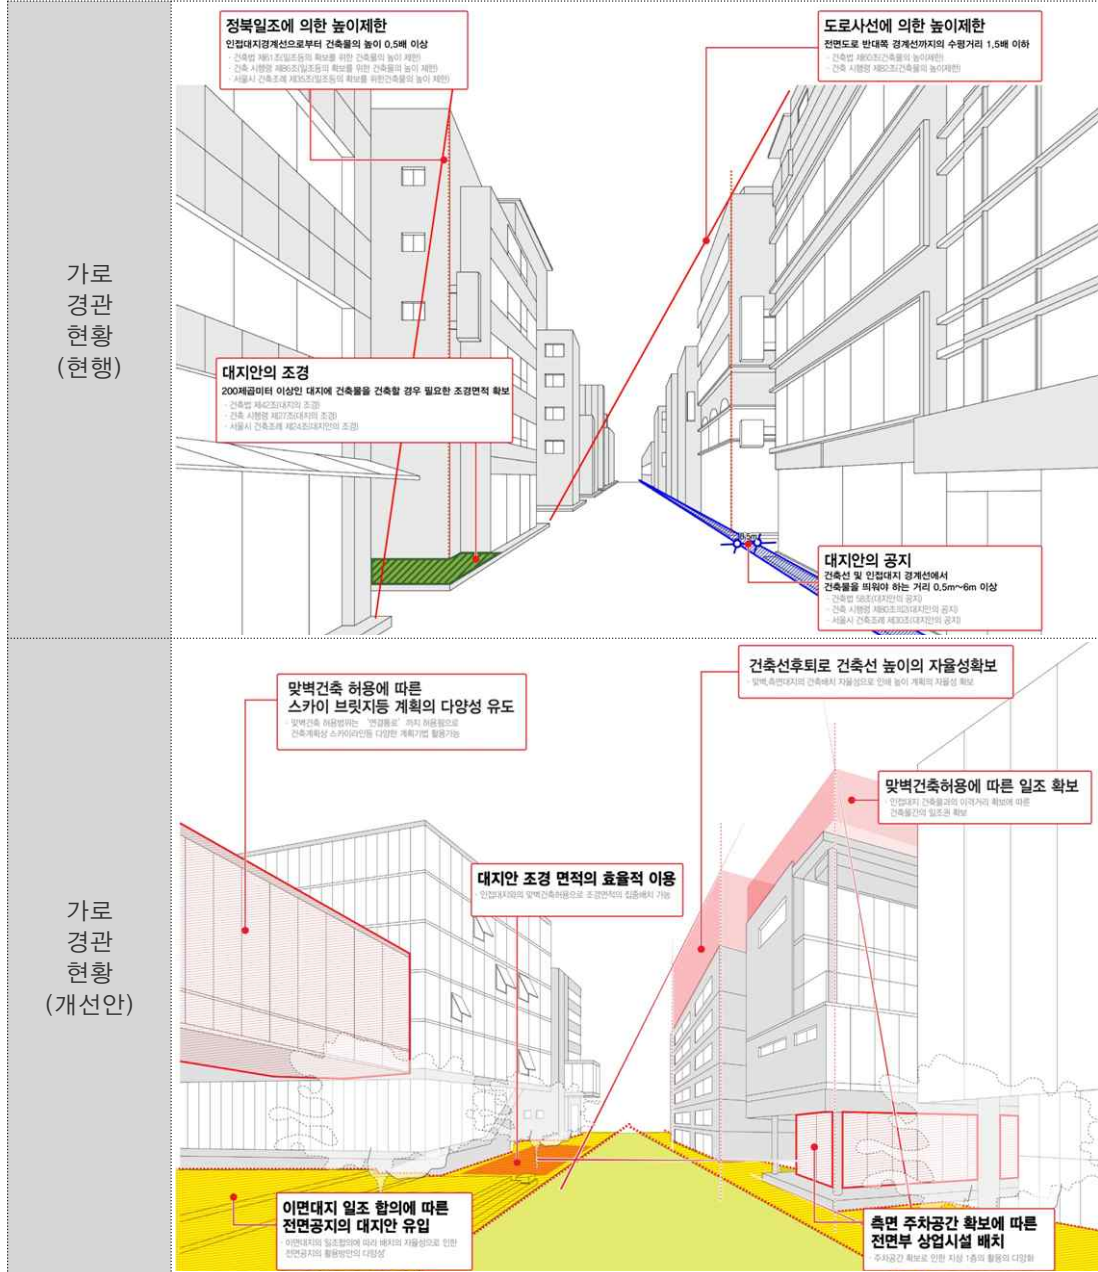 가로
경관
현황
(현행)
정북일조에 의한 높이제한
인접대지경계선으로부터 건축물의 높이 0.5배 이상
· 건축법 제61조(일조등의 확보를 위한 건축물의 높이 제한)
· 건축 시행령 제86조(일조등의 확보를 위한 건축물의 높이 제한)
· 서울시 건축조례 제35조(일조등의 확보를 위한건축물의 높이 제한)
도로사선에 의한 높이제한
전면도로 반대쪽 경계선까지의 수평거리 1.5배 이하
· 건축법 제60조(건축물의 높이제한)
· 건축 시행령 제82조(건축물의 높이제한)
대지안의 조경
200제곱미터 이상인 대지에 건축물을 건축할 경우 필요한 조경면적 확보
· 건축법 제42조(대지의 조경)
· 건축 시행령 제27조(대지의 조경)
· 서울시 건축조례 제24조(대지안의 조경)
0.5m
대지안의 공지
건축선 및 인접대지 경계선에서
건축물을 띄워야 하는 거리 0.5m~6m 이상
· 건축법 58조(대지안의 공지)
· 건축 시행령 제80조의2(대지안의 공지)
· 서울시 건축조례 제30조(대지안의 공지)
가로
경관
현황
(개선안)
맞벽건축 허용에 따른
스카이 브릿지등 계획의 다양성 유도
· 맞벽건축 허용범위는 '연결통로' 까지 허용됨으로
건축계획상 스카이라인등 다양한 계획기법 활용가능
건축선후퇴로 건축선 높이의 자율성확보
· 맞벽,측면대지의 건축배치 자율성으로 인해 높이 계획의 자율성 확보
맞벽건축허용에 따른 일조 확보
· 인접대지 건축물과의 이격거리 확보에 따른
건축물간의 일조권 확보
대지안 조경 면적의 효율적 이용
· 인접대지와의 맞벽건축허용으로 조경면적의 집중배치 가능
이면대지 일조 합의에 따른
전면공지의 대지안 유입
· 이면대지의 일조합의에 따라 배치의 자율성으로 인한
전면공지의 활용방안의 다양성
측면 주차공간 확보에 따른
전면부 상업시설 배치
· 주차공간 확보로 인한 지상 1층의 활용의 다양화